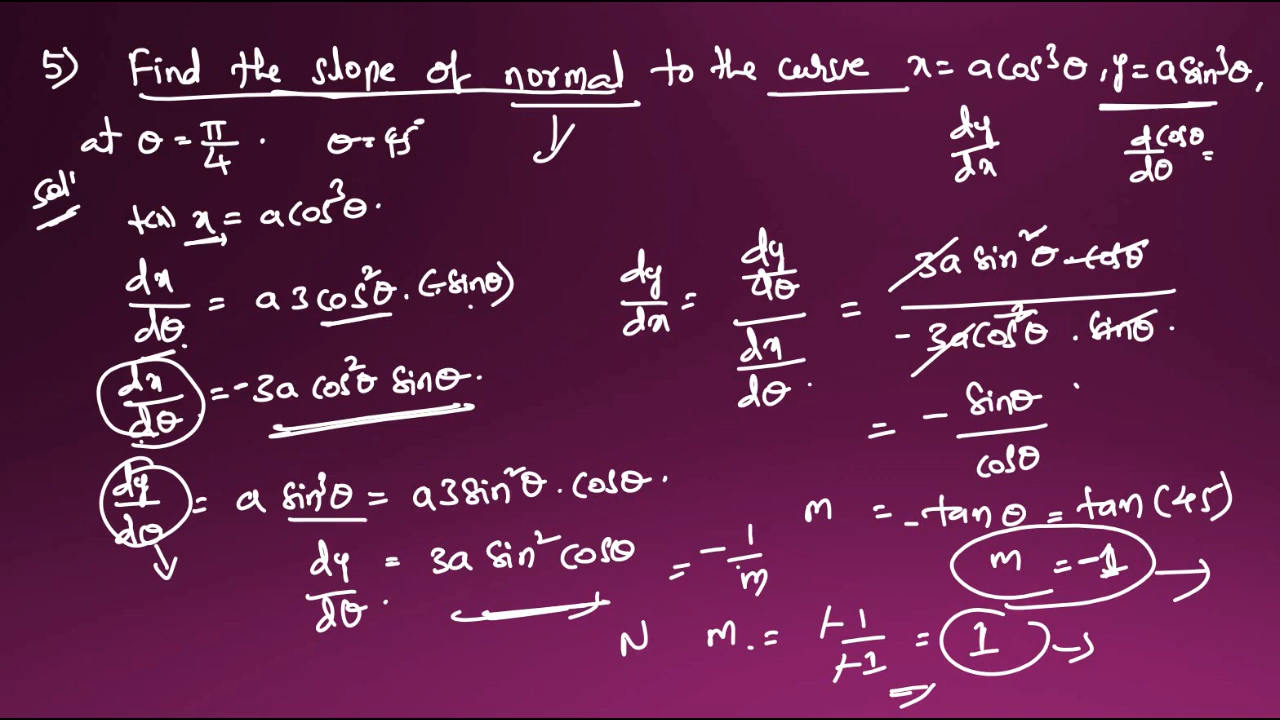 5) Find the slope of normal to the curve x = a cos³θ, y = a sin³θ,
at θ = π/4 . θ = 45° y dy/dx d cosθ/dθ =
sol'
f(x) x = a cos³θ.
dx/dθ = a 3 cos²θ . (-sinθ)
dx/dθ = -3a cos²θ sinθ.
dy/dθ = a sin³θ = a3 sin²θ . cosθ.
dy/dθ. = 3a sin² cosθ
dy/dx = dy/dθ / dx/dθ . = 3a sin²θ . cosθ / - 3a cos²θ . sinθ .
= - sinθ / cosθ
m = -tan θ = tan (45)
= - 1/m m = -1 →
N m. = +1/+1 = 1 →